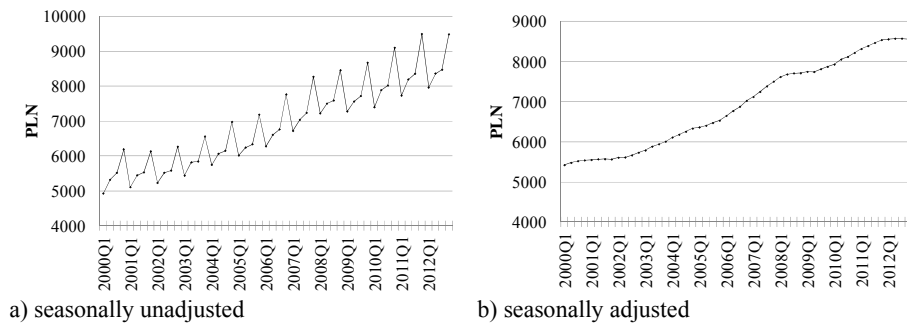 PLN
10000
9000
8000
7000
6000
5000
4000
2000Q1
2001Q1
2002Q1
2003Q1
2004Q1
2005Q1
2006Q1
2007Q1
2008Q1
2009Q1
2010Q1
2011Q1
2012Q1
a) seasonally unadjusted
PLN
9000
8000
7000
6000
5000
4000
2000Q1
2001Q1
2002Q1
2003Q1
2004Q1
2005Q1
2006Q1
2007Q1
2008Q1
2009Q1
2010Q1
2011Q1
2012Q1
b) seasonally adjusted